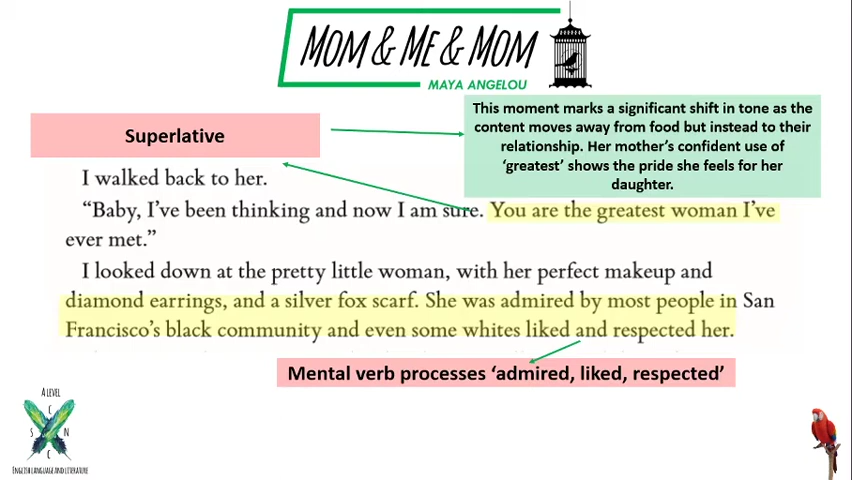 MOM & ME & MOM
MAYA ANGELOU
Superlative
This moment marks a significant shift in tone as the
content moves away from food but instead to their
relationship. Her mother's confident use of
'greatest' shows the pride she feels for her
daughter.
I walked back to her.
“Baby, I've been thinking and now I am sure. You are the greatest woman I've
ever met.”
I looked down at the pretty little woman, with her perfect makeup and
diamond earrings, and a silver fox scarf. She was admired by most people in San
Francisco's black community and even some whites liked and respected her.
Mental verb processes ‘admired, liked, respected’
A LEVEL
C
S N
C
ENGLISH LANGUAGE AND LITERATURE